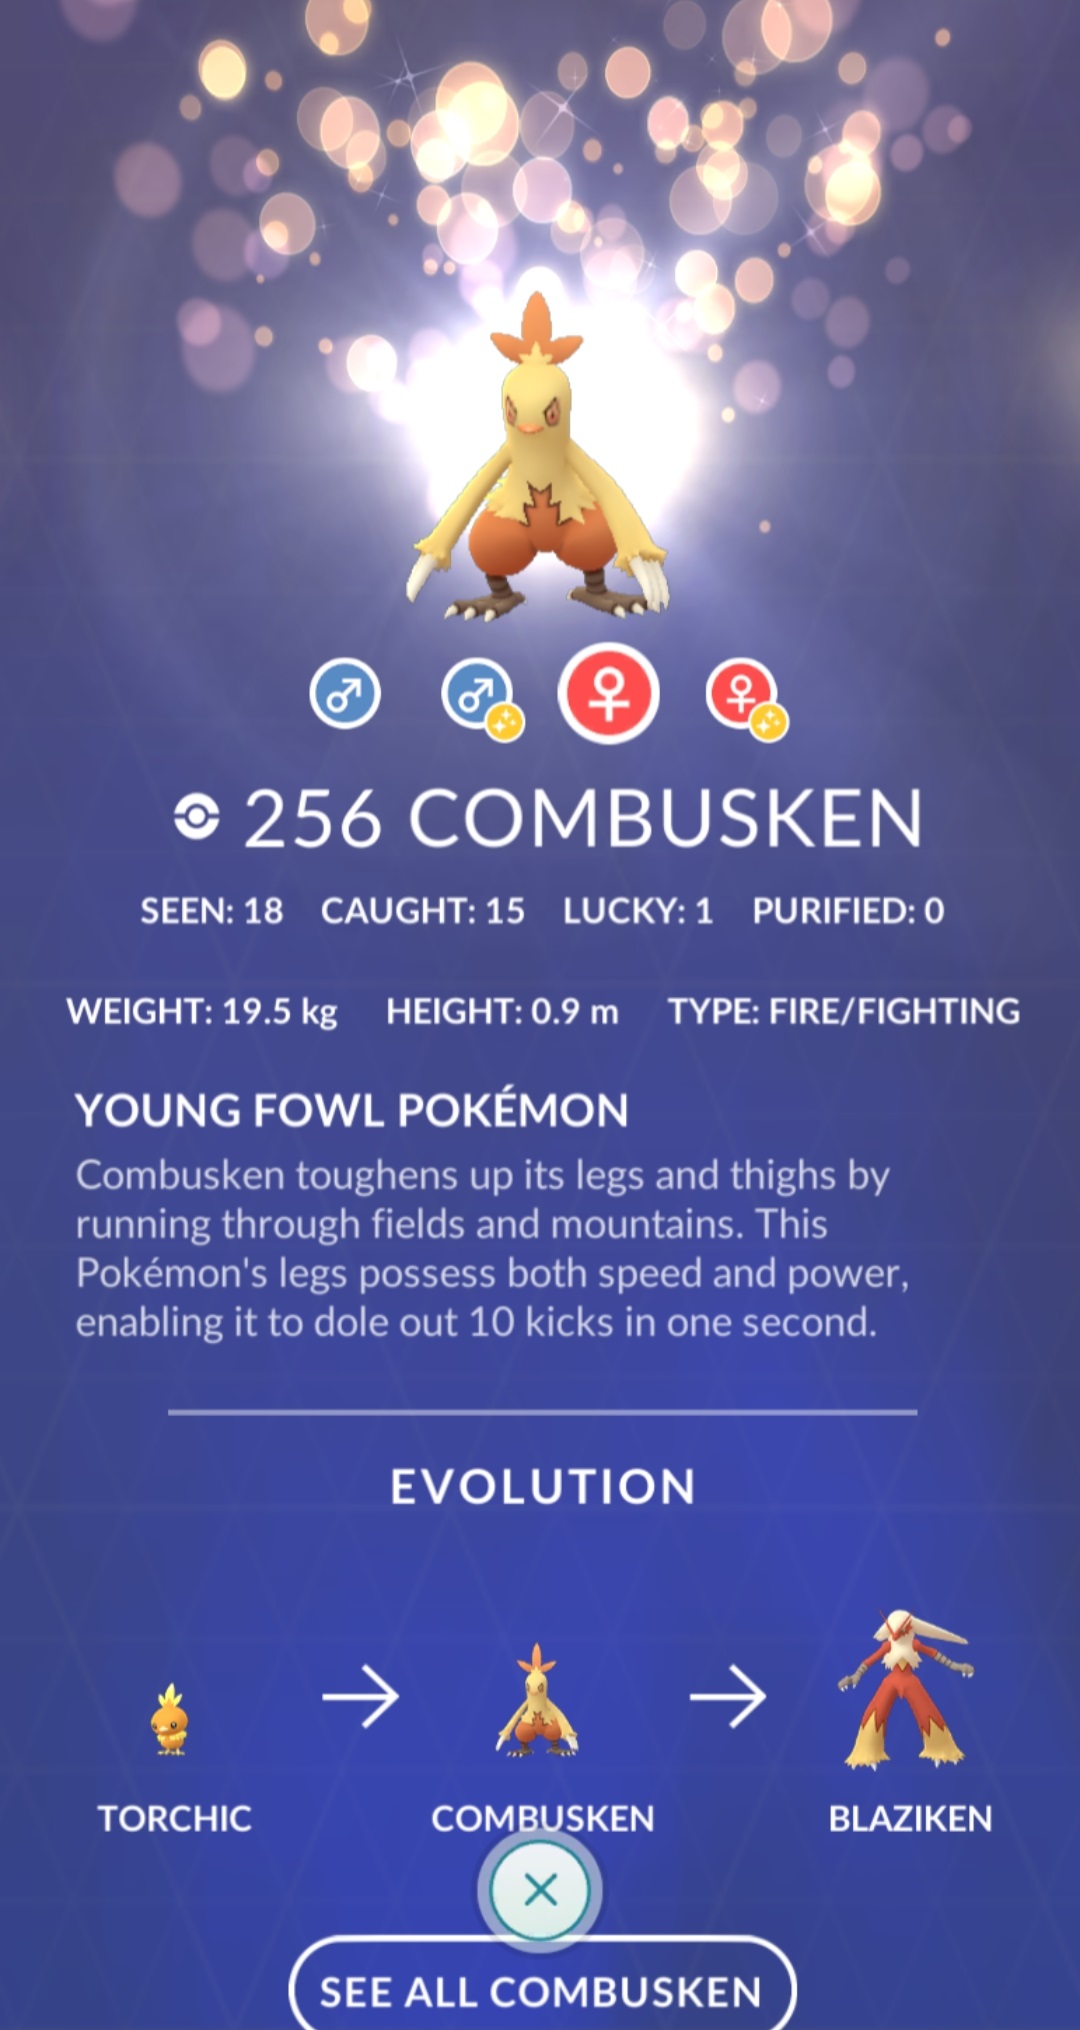 256 COMBUSKEN
SEEN: 18 CAUGHT: 15 LUCKY: 1 PURIFIED: 0
WEIGHT: 19.5 kg HEIGHT: 0.9 m TYPE: FIRE/FIGHTING
YOUNG FOWL POKÉMON
Combusken toughens up its legs and thighs by
running through fields and mountains. This
Pokémon's legs possess both speed and power,
enabling it to dole out 10 kicks in one second.
EVOLUTION
TORCHIC COMBUSKEN BLAZIKEN
SEE ALL COMBUSKEN